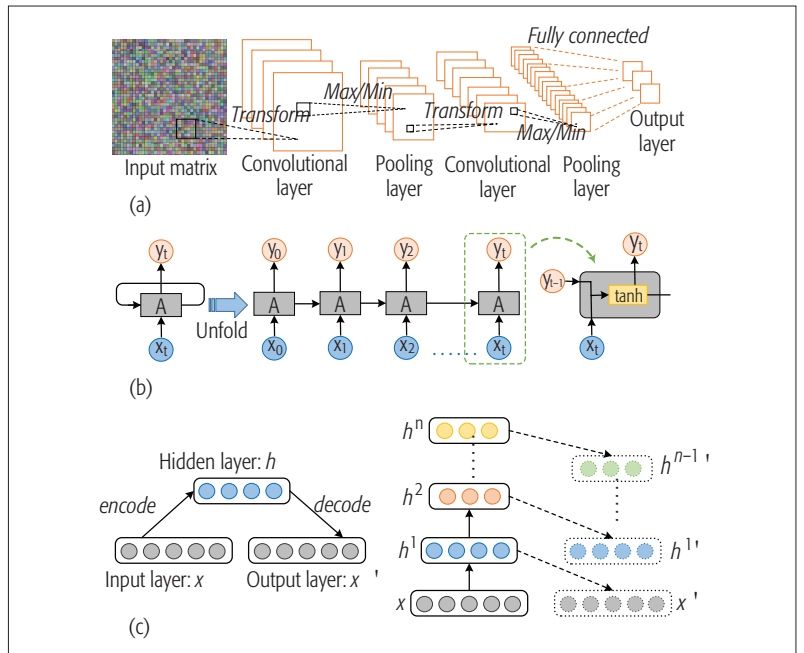 Fully connected
Max/Min
Transform
Transform
Max/Min
Output
layer
Input matrix
Convolutional
layer
Pooling
layer
Convolutional
layer
Pooling
layer
(a)
yt y0 y1 y2 yt yt
yt−1
A A A A A tanh
Unfold
xt x0 x1 x2 ...... xt xt
(b)
hn
Hidden layer: h
hn−1 '
encode decode
h2
h1
h1'
Input layer: x Output layer: x '
x x '
(c)